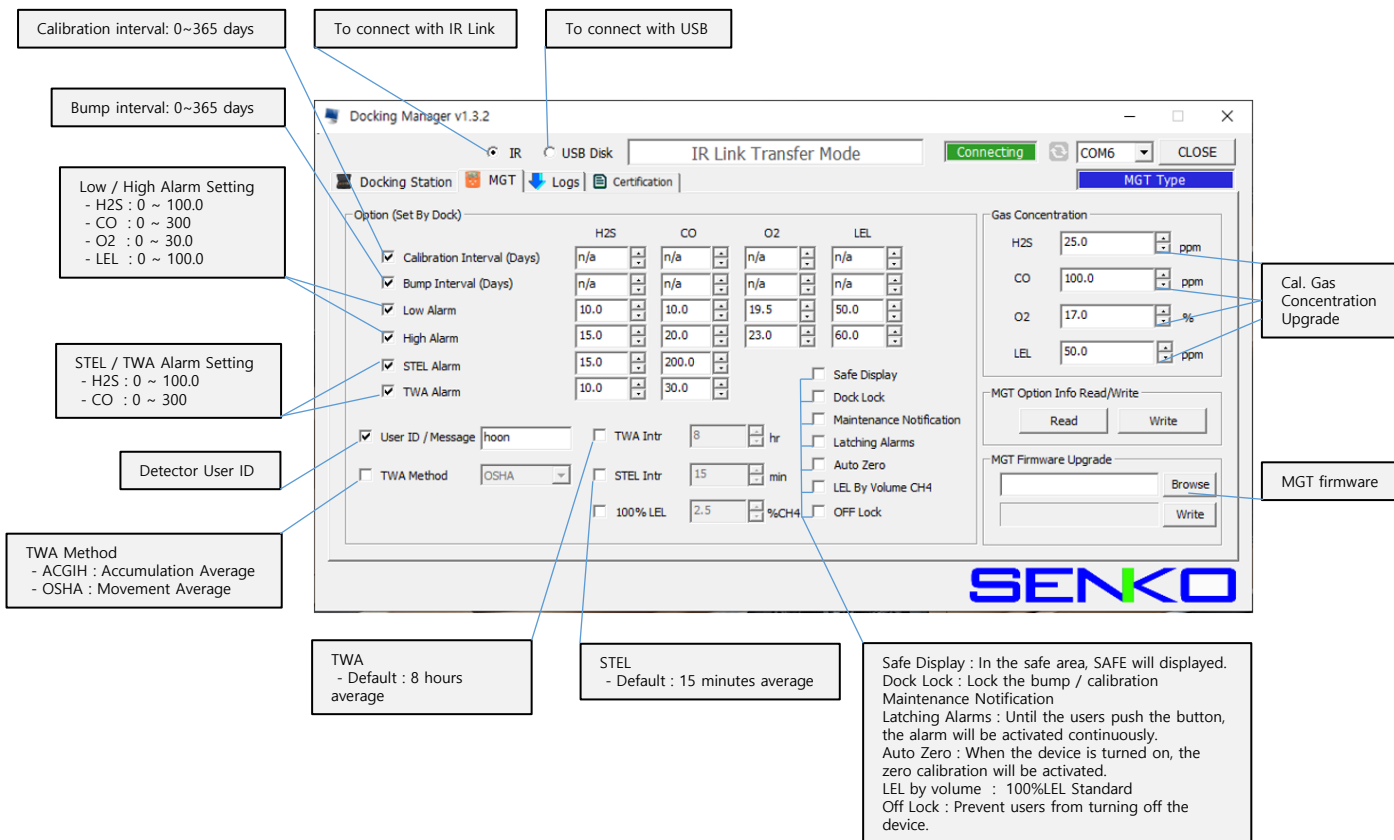 Calibration interval: 0~365 days
To connect with IR Link
To connect with USB
Bump interval: 0~365 days
Low / High Alarm Setting
- H2S : 0 ~ 100.0
- CO : 0 ~ 300
- O2 : 0 ~ 30.0
- LEL : 0 ~ 100.0
STEL / TWA Alarm Setting
- H2S : 0 ~ 100.0
- CO : 0 ~ 300
Detector User ID
TWA Method
- ACGIH : Accumulation Average
- OSHA : Movement Average
Docking Manager v1.3.2
IR USB Disk IR Link Transfer Mode Connecting COM6 CLOSE
Docking Station MGT Logs Certification MGT Type
Option (Set By Dock)
H2S CO O2 LEL
Calibration Interval (Days) n/a n/a n/a n/a
Bump Interval (Days) n/a n/a n/a n/a
Low Alarm 10.0 10.0 19.5 50.0
High Alarm 15.0 20.0 23.0 60.0
STEL Alarm 15.0 200.0
TWA Alarm 10.0 30.0
User ID / Message hoon
TWA Method OSHA
TWA Intr 8 hr
STEL Intr 15 min
100% LEL 2.5 %CH4
Safe Display
Dock Lock
Maintenance Notification
Latching Alarms
Auto Zero
LEL By Volume CH4
OFF Lock
Gas Concentration
H2S 25.0 ppm
CO 100.0 ppm
O2 17.0 %
LEL 50.0 ppm
MGT Option Info Read/Write
Read Write
MGT Firmware Upgrade
Browse
Write
SENKO
Cal. Gas
Concentration
Upgrade
MGT firmware
TWA
- Default : 8 hours
average
STEL
- Default : 15 minutes average
Safe Display : In the safe area, SAFE will displayed.
Dock Lock : Lock the bump / calibration
Maintenance Notification
Latching Alarms : Until the users push the button,
the alarm will be activated continuously.
Auto Zero : When the device is turned on, the
zero calibration will be activated.
LEL by volume : 100%LEL Standard
Off Lock : Prevent users from turning off the
device.